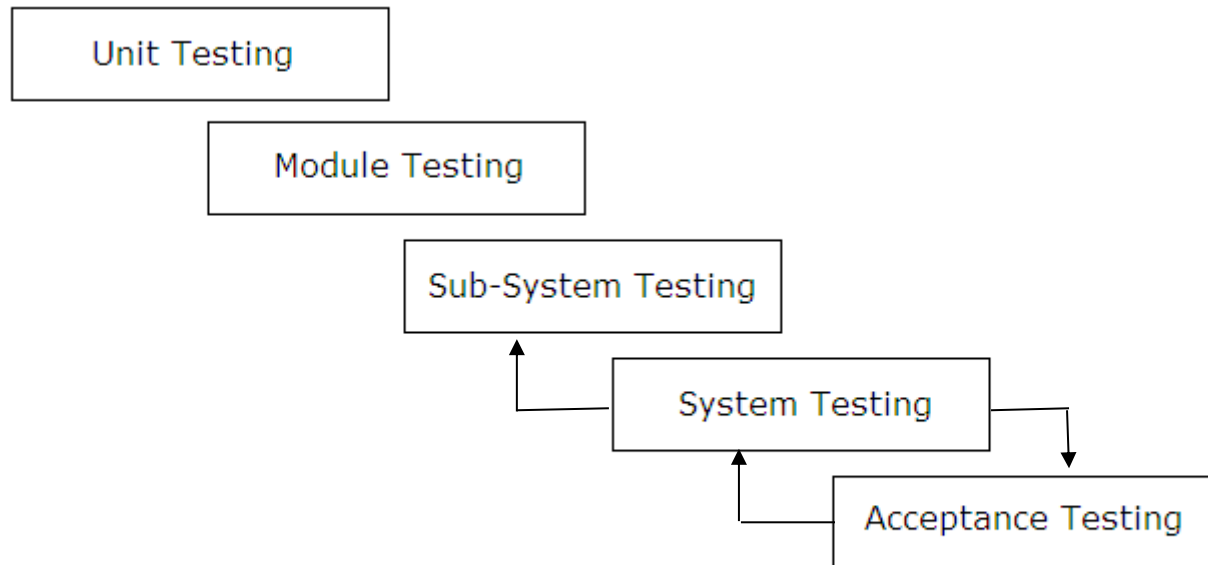 Unit Testing
Module Testing
Sub-System Testing
System Testing
Acceptance Testing